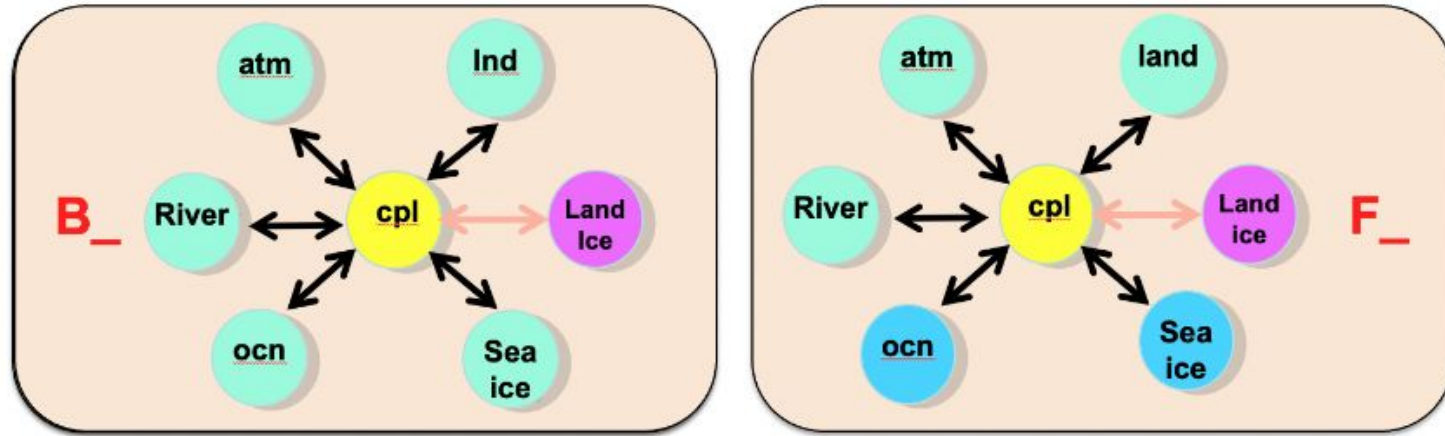 atm
lnd
B_
River
cpl
Land
Ice
ocn
Sea
ice
atm
land
River
cpl
Land
ice
F_
ocn
Sea
ice